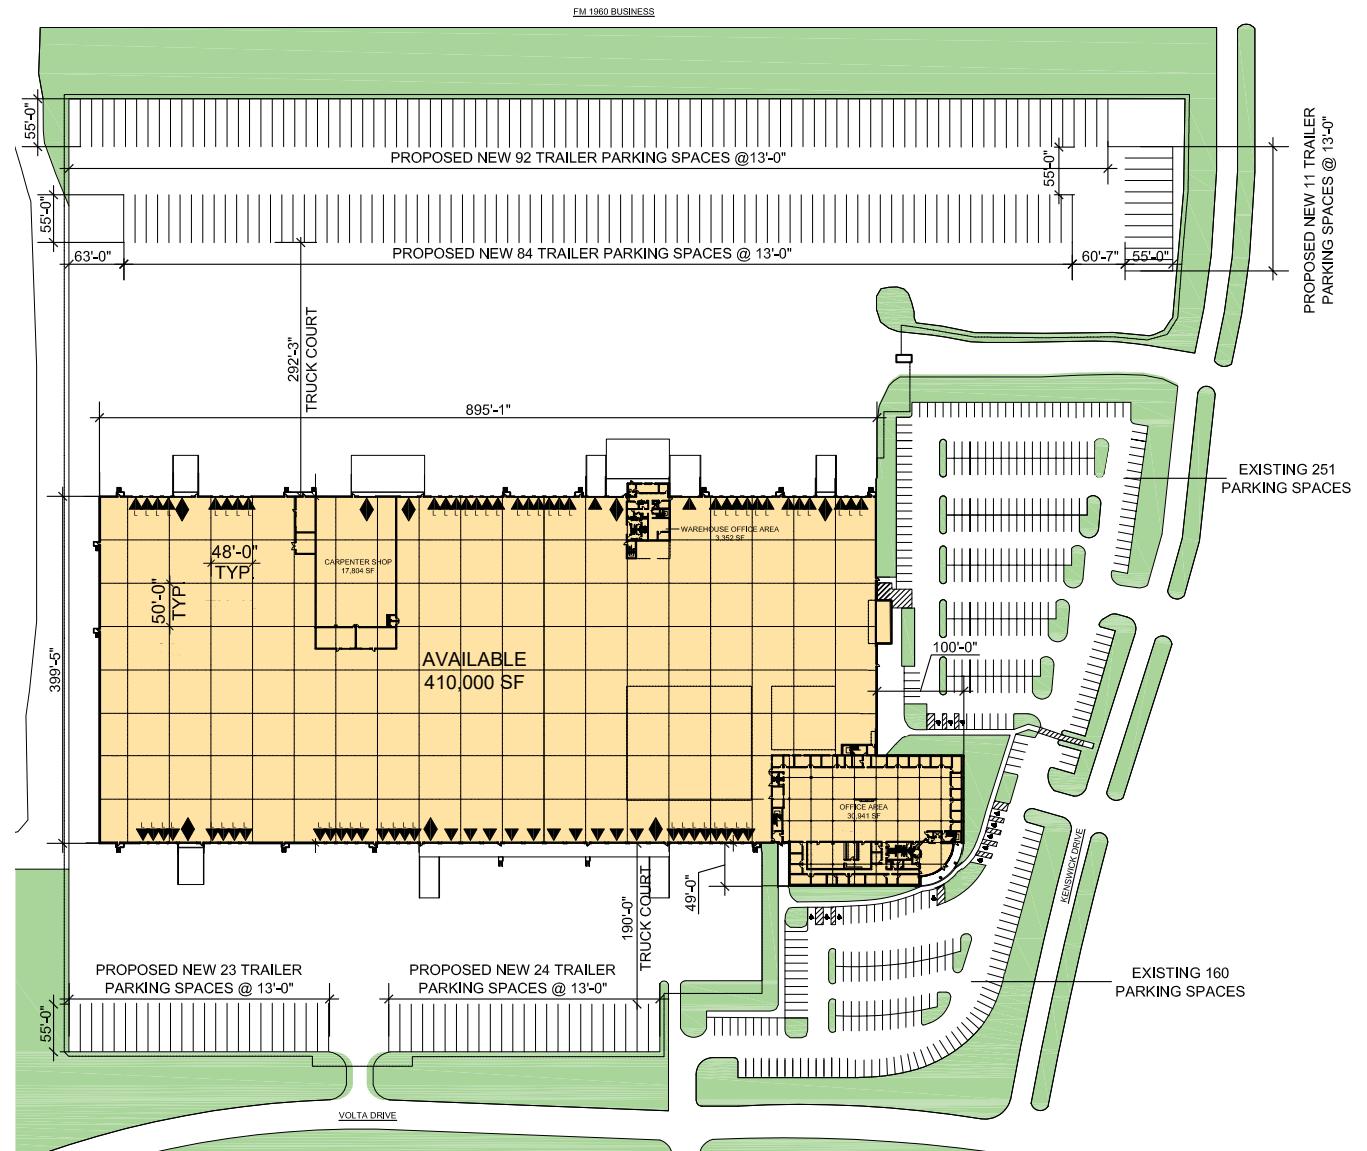 FM 1960 BUSINESS
55'-0"
PROPOSED NEW 92 TRAILER PARKING SPACES @13'-0"
55'-0"
PROPOSED NEW 11 TRAILER
PARKING SPACES @ 13'-0"
55'-0"
63'-0"
PROPOSED NEW 84 TRAILER PARKING SPACES @ 13'-0"
60'-7"
55'-0"
292'-3"
TRUCK COURT
895'-1"
EXISTING 251
PARKING SPACES
WAREHOUSE OFFICE AREA
3,352 SF
48'-0"
TYP.
CARPENTER SHOP
17,804 SF
50'-0"
TYP.
399'-5"
AVAILABLE
410,000 SF
100'-0"
OFFICE AREA
30,941 SF
KENSWICK DRIVE
49'-0"
190'-0"
TRUCK COURT
PROPOSED NEW 23 TRAILER
PARKING SPACES @ 13'-0"
PROPOSED NEW 24 TRAILER
PARKING SPACES @ 13'-0"
EXISTING 160
PARKING SPACES
55'-0"
VOLTA DRIVE